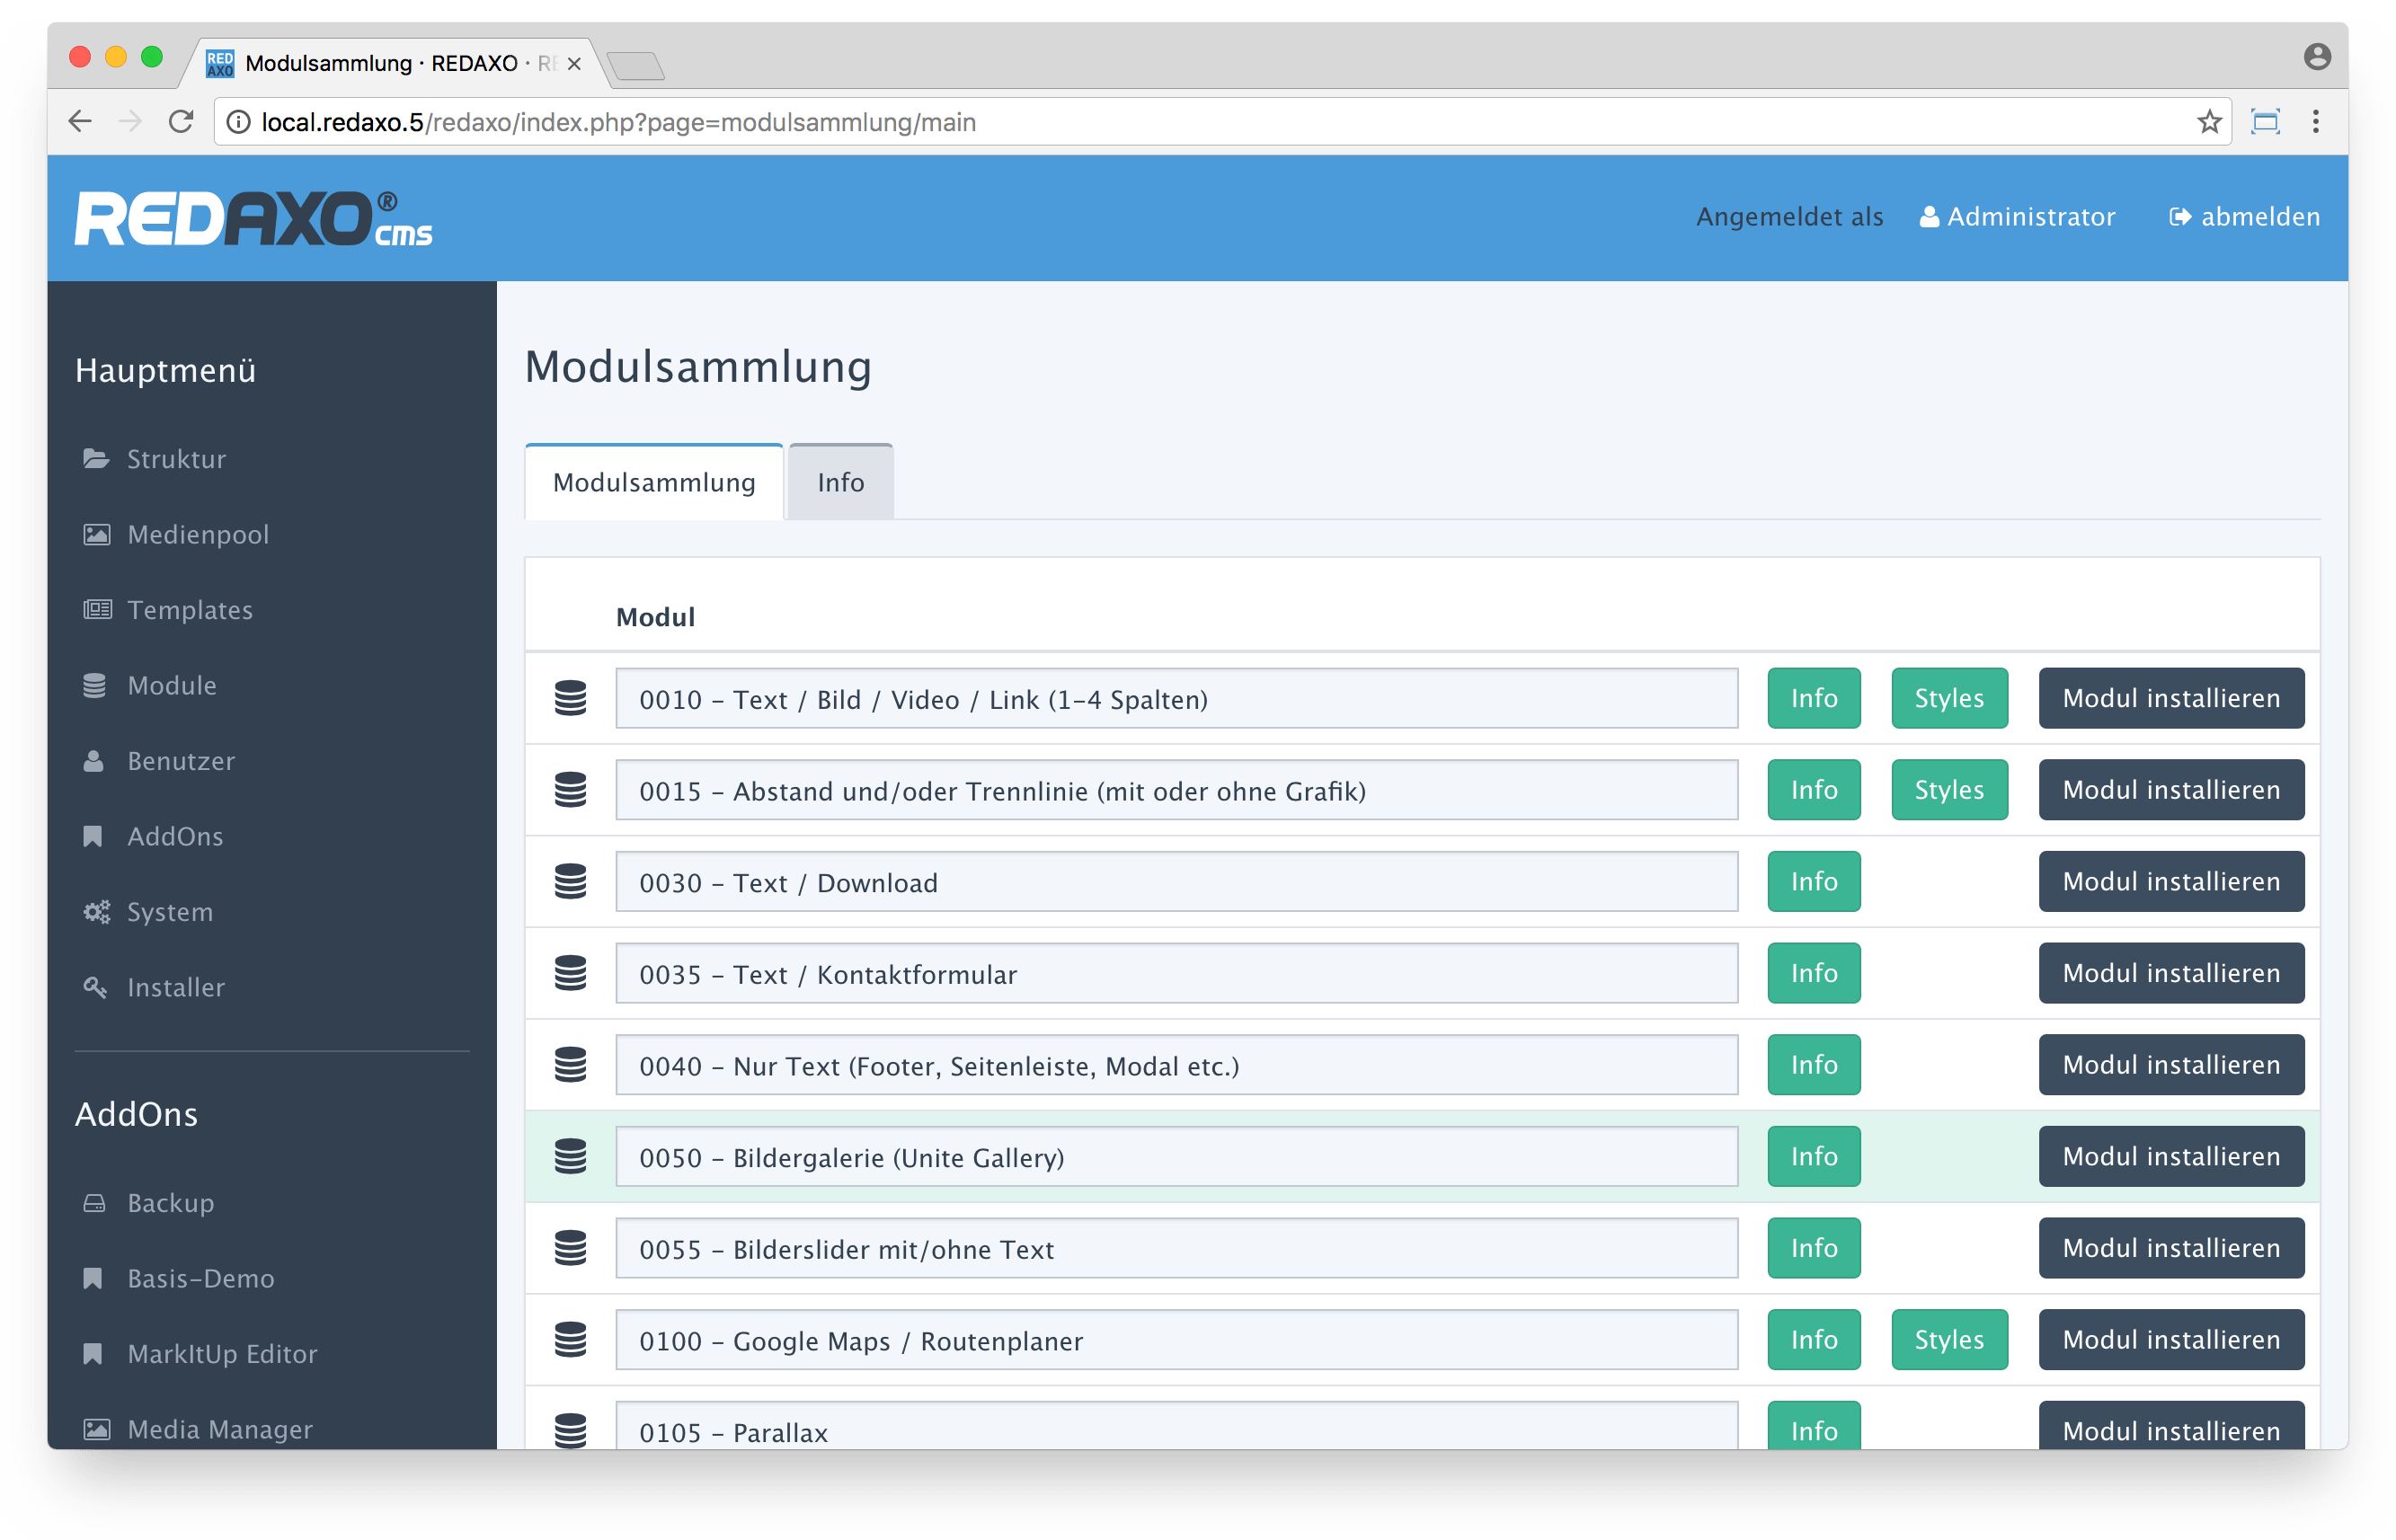 RED
AXO
Modulsammlung · REDAXO · RE
local.redaxo.5/redaxo/index.php?page=modulsammlung/main
REDAXO® cms
Angemeldet als Administrator abmelden
Hauptmenü
Struktur
Medienpool
Templates
Module
Benutzer
AddOns
System
Installer
AddOns
Backup
Basis-Demo
MarkItUp Editor
Media Manager
Modulsammlung
Modulsammlung Info
Modul
0010 – Text / Bild / Video / Link (1–4 Spalten) Info Styles Modul installieren
0015 – Abstand und/oder Trennlinie (mit oder ohne Grafik) Info Styles Modul installieren
0030 – Text / Download Info Modul installieren
0035 – Text / Kontaktformular Info Modul installieren
0040 – Nur Text (Footer, Seitenleiste, Modal etc.) Info Modul installieren
0050 – Bildergalerie (Unite Gallery) Info Modul installieren
0055 – Bilderslider mit/ohne Text Info Modul installieren
0100 – Google Maps / Routenplaner Info Styles Modul installieren
0105 – Parallax Info Modul installieren